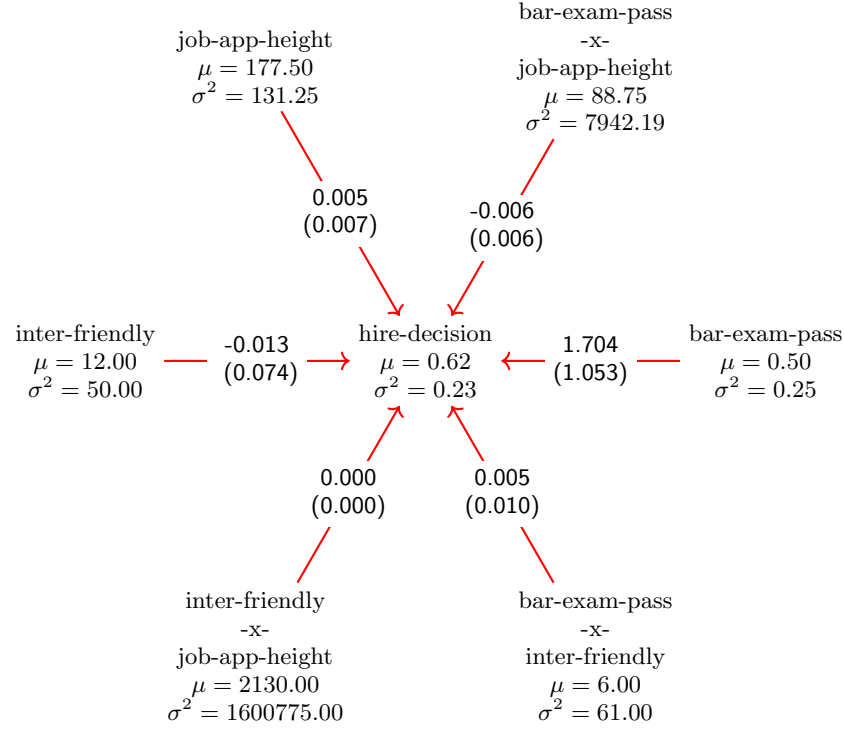 job-app-height
μ = 177.50
σ² = 131.25
bar-exam-pass
-x-
job-app-height
μ = 88.75
σ² = 7942.19
0.005
(0.007)
-0.006
(0.006)
inter-friendly
μ = 12.00
σ² = 50.00
-0.013
(0.074)
hire-decision
μ = 0.62
σ² = 0.23
1.704
(1.053)
bar-exam-pass
μ = 0.50
σ² = 0.25
0.000
(0.000)
0.005
(0.010)
inter-friendly
-x-
job-app-height
μ = 2130.00
σ² = 1600775.00
bar-exam-pass
-x-
inter-friendly
μ = 6.00
σ² = 61.00